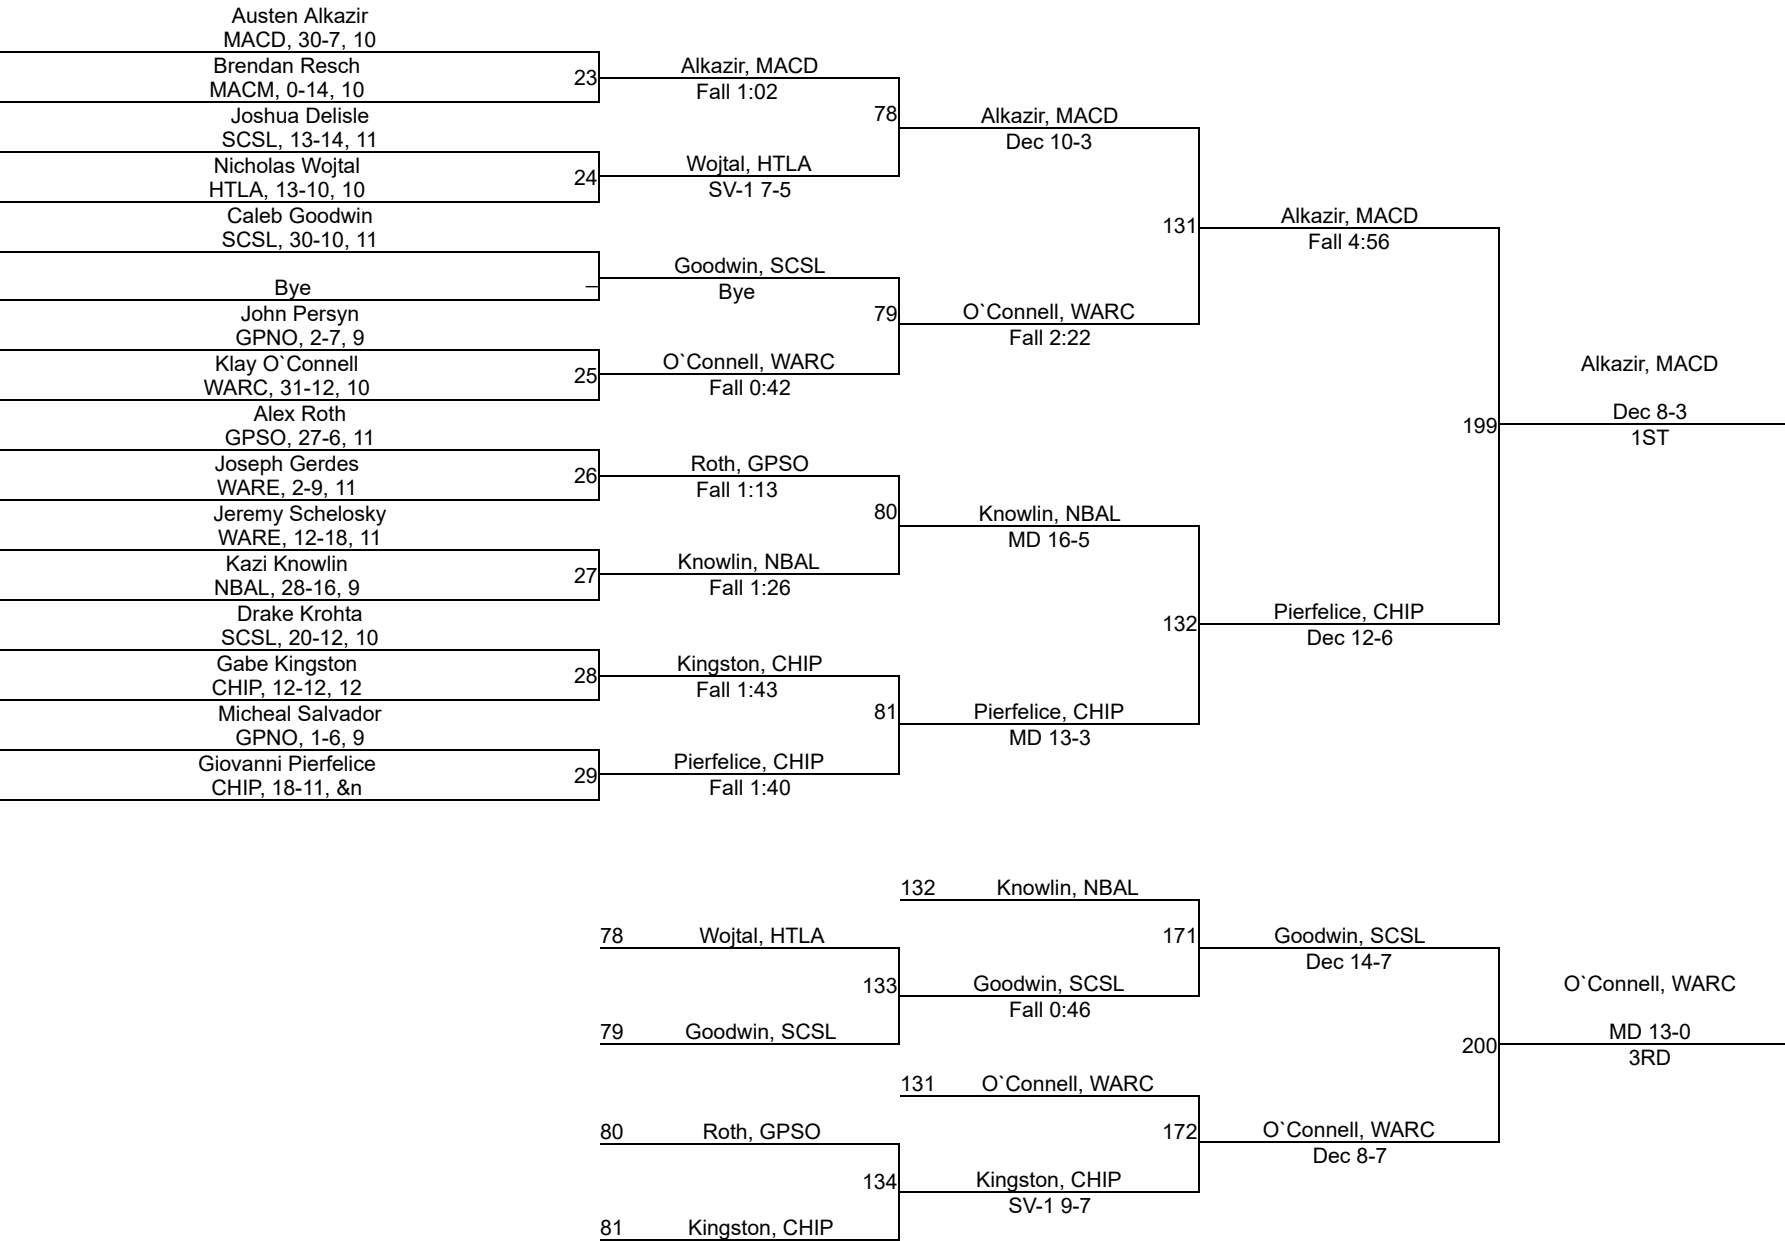 Austen Alkazir
MACD, 30-7, 10
Brendan Resch
MACM, 0-14, 10
23
Joshua Delisle
SCSL, 13-14, 11
Nicholas Wojtal
HTLA, 13-10, 10
24
Caleb Goodwin
SCSL, 30-10, 11
Bye
–
John Persyn
GPNO, 2-7, 9
Klay O`Connell
WARC, 31-12, 10
25
Alex Roth
GPSO, 27-6, 11
Joseph Gerdes
WARE, 2-9, 11
26
Jeremy Schelosky
WARE, 12-18, 11
Kazi Knowlin
NBAL, 28-16, 9
27
Drake Krohta
SCSL, 20-12, 10
Gabe Kingston
CHIP, 12-12, 12
28
Micheal Salvador
GPNO, 1-6, 9
Giovanni Pierfelice
CHIP, 18-11, &n
29
Alkazir, MACD
Fall 1:02
78
Wojtal, HTLA
SV-1 7-5
Goodwin, SCSL
Bye
79
O`Connell, WARC
Fall 0:42
Roth, GPSO
Fall 1:13
80
Knowlin, NBAL
Fall 1:26
Kingston, CHIP
Fall 1:43
81
Pierfelice, CHIP
Fall 1:40
Alkazir, MACD
Dec 10-3
131
O`Connell, WARC
Fall 2:22
Knowlin, NBAL
MD 16-5
132
Pierfelice, CHIP
MD 13-3
Alkazir, MACD
Fall 4:56
199
Pierfelice, CHIP
Dec 12-6
Alkazir, MACD
Dec 8-3
1ST
132 Knowlin, NBAL
78 Wojtal, HTLA
171
133
Goodwin, SCSL
Fall 0:46
79 Goodwin, SCSL
131 O`Connell, WARC
80 Roth, GPSO
172
134
Kingston, CHIP
SV-1 9-7
81 Kingston, CHIP
Goodwin, SCSL
Dec 14-7
200
O`Connell, WARC
Dec 8-7
O`Connell, WARC
MD 13-0
3RD